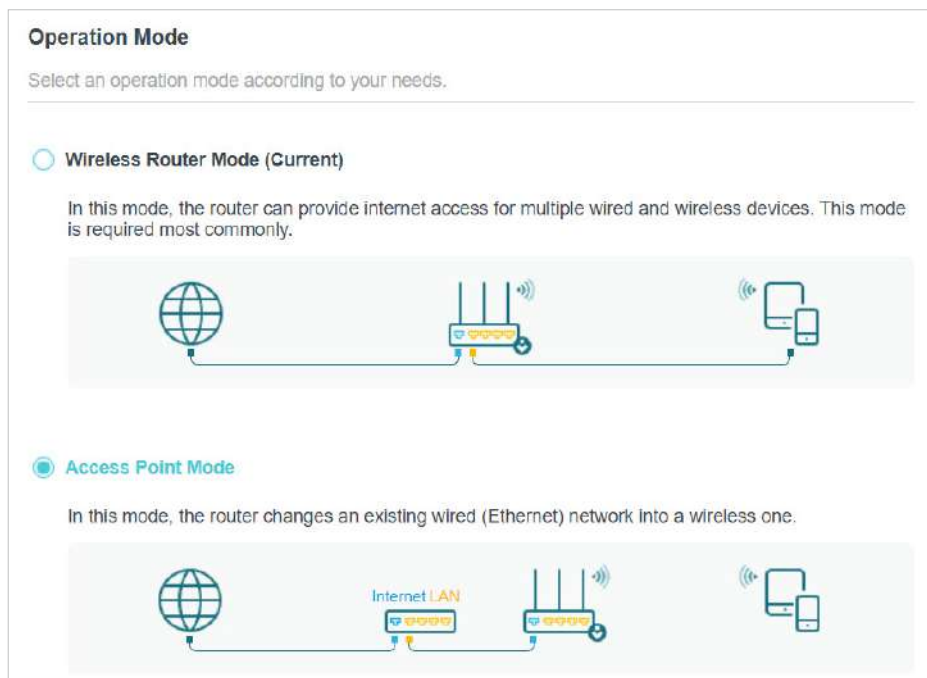 Operation Mode
Select an operation mode according to your needs.
Wireless Router Mode (Current)
In this mode, the router can provide internet access for multiple wired and wireless devices. This mode
is required most commonly.
Access Point Mode
In this mode, the router changes an existing wired (Ethernet) network into a wireless one.
Internet LAN